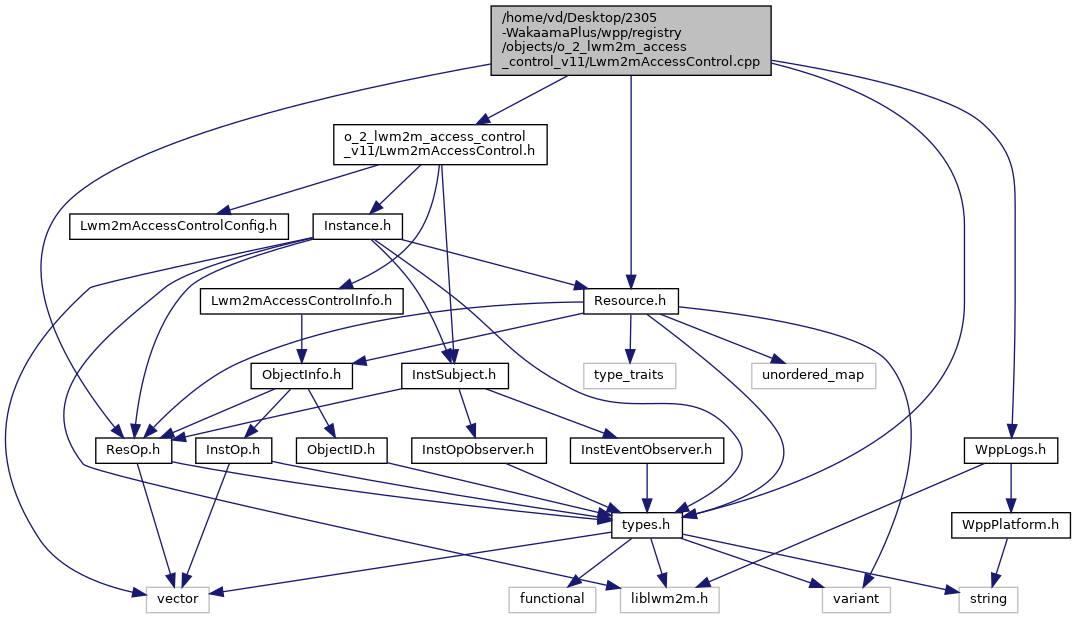 /home/vd/Desktop/2305
-WakaamaPlus/wpp/registry
/objects/o_2_lwm2m_access
_control_v11/Lwm2mAccessControl.cpp
o_2_lwm2m_access_control
_v11/Lwm2mAccessControl.h
Lwm2mAccessControlConfig.h
Instance.h
Lwm2mAccessControlInfo.h
Resource.h
ObjectInfo.h
InstSubject.h
type_traits
unordered_map
ResOp.h
InstOp.h
ObjectID.h
InstOpObserver.h
InstEventObserver.h
WppLogs.h
types.h
WppPlatform.h
vector
functional
liblwm2m.h
variant
string